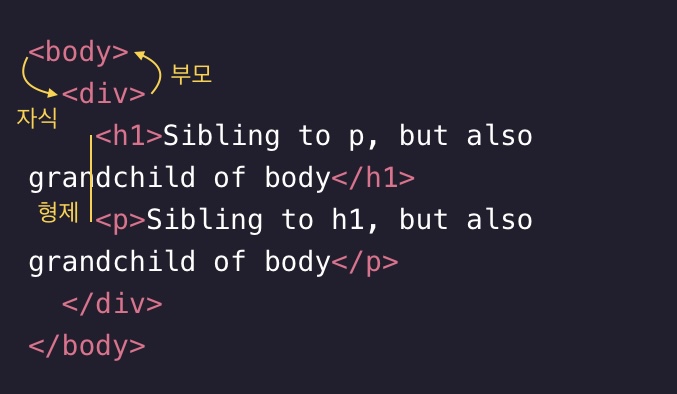 <body>
부모
<div>
자식
<h1>Sibling to p, but also
grandchild of body</h1>
형제
<p>Sibling to h1, but also
grandchild of body</p>
</div>
</body>